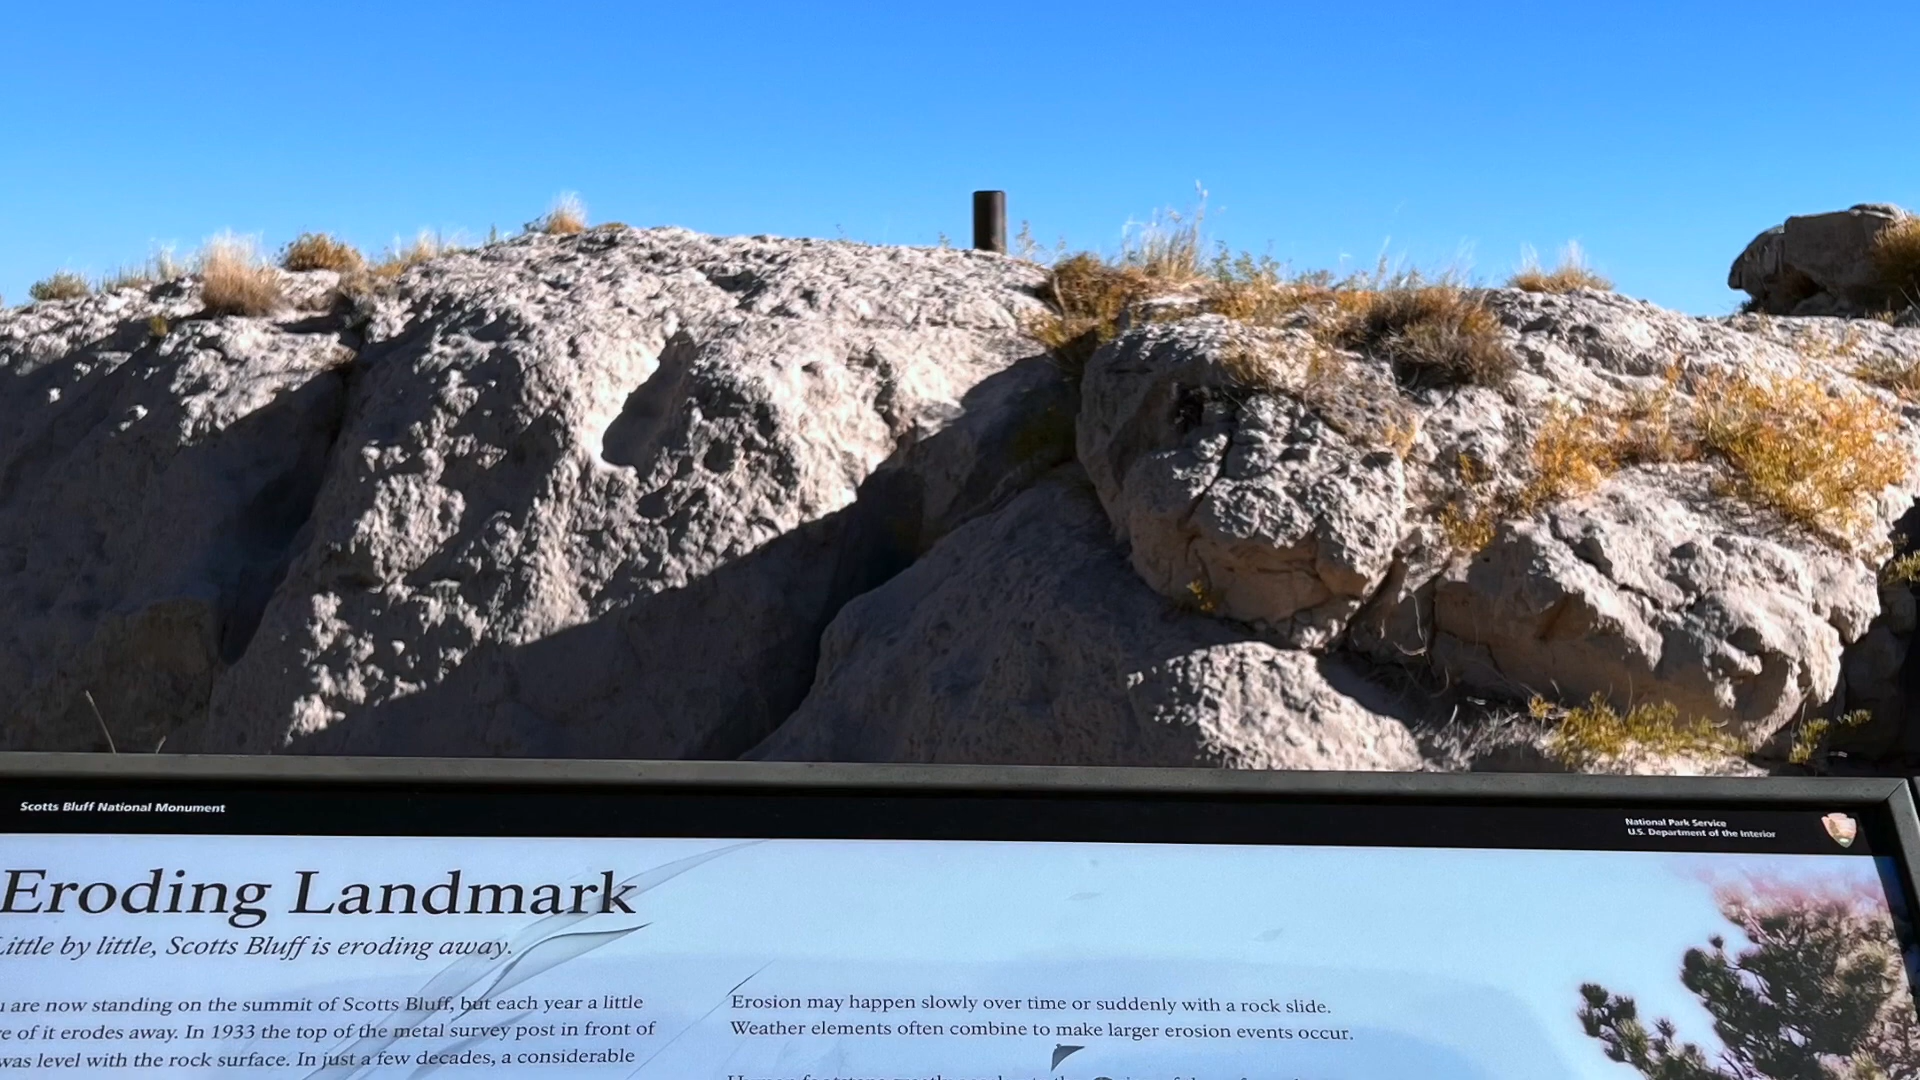 Scotts Bluff National Monument
National Park Service
U.S. Department of the Interior
Eroding Landmark
Little by little, Scotts Bluff is eroding away.
are now standing on the summit of Scotts Bluff, but each year a little
of it erodes away. In 1933 the top of the metal survey post in front of
was level with the rock surface. In just a few decades, a considerable
Erosion may happen slowly over time or suddenly with a rock slide.
Weather elements often combine to make larger erosion events occur.